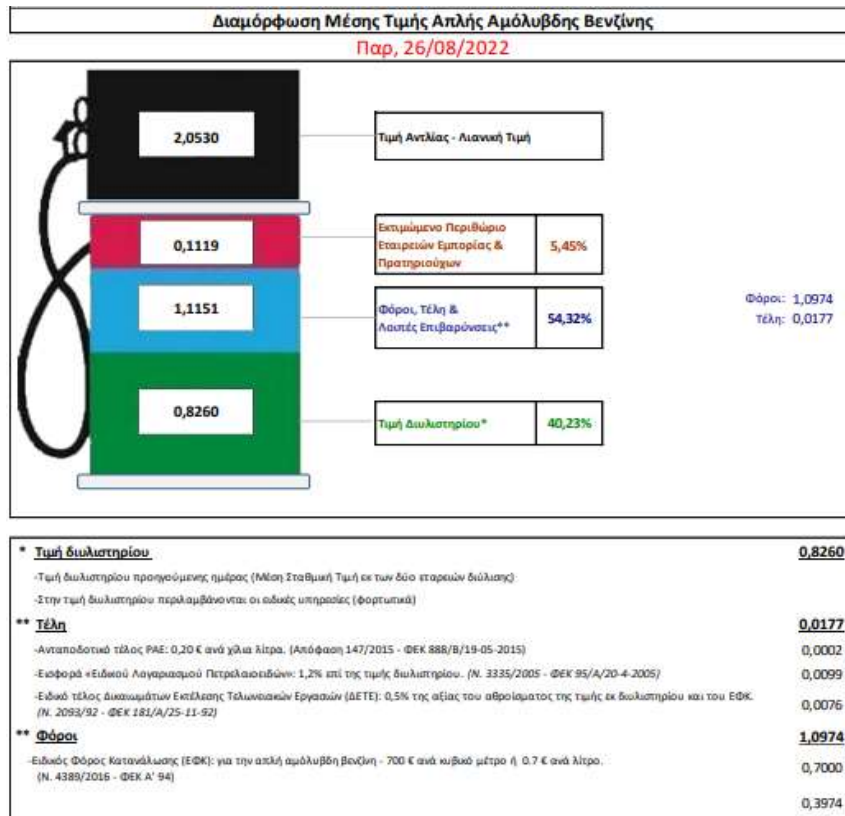 Διαμόρφωση Μέσης Τιμής Απλής Αμόλυβδης Βενζίνης
Παρ, 26/08/2022
2,0530
Τιμή Αντλίας - Λιανική Τιμή
0,1119
Εκτιμώμενο Περιθώριο
Εταιρειών Εμπορίας &
Πρατηριούχων
5,45%
1,1151
Φόροι, Τέλη &
Λοιπές Επιβαρύνσεις**
54,32%
Φόροι: 1,0974
Τέλη: 0,0177
0,8260
Τιμή Διυλιστηρίου*
40,23%
* Τιμή διυλιστηρίου 0,8260
-Τιμή διυλιστηρίου προηγούμενης ημέρας (Μέση Σταθμική Τιμή εκ των δύο εταρειών διύλισης)
-Στην τιμή διυλιστηρίου περιλαμβάνονται οι ειδικές υπηρεσίες (φορτωτικά)
** Τέλη 0,0177
-Ανταποδοτικό τέλος ΡΑΕ: 0,20 € ανά χίλια λίτρα. (Απόφαση 147/2015 - ΦΕΚ 888/Β/19-05-2015) 0,0002
-Εισφορά «Ειδικού Λογαριασμού Πετρελαιοειδών»: 1,2% επί της τιμής διυλιστηρίου. (Ν. 3335/2005 - ΦΕΚ 95/Α/20-4-2005) 0,0099
-Ειδικό τέλος Δικαιωμάτων Εκτέλεσης Τελωνειακών Εργασιών (ΔΕΤΕ): 0,5% της αξίας του αθροίσματος της τιμής εκ διυλιστηρίου και του ΕΦΚ. 0,0076
(Ν. 2093/92 - ΦΕΚ 181/Α/25-11-92)
** Φόροι 1,0974
-Ειδικός Φόρος Κατανάλωσης (ΕΦΚ): για την απλή αμόλυβδη βενζίνη - 700 € ανά κυβικό μέτρο ή 0.7 € ανά λίτρο. 0,7000
(Ν. 4389/2016 - ΦΕΚ Α' 94)
0,3974